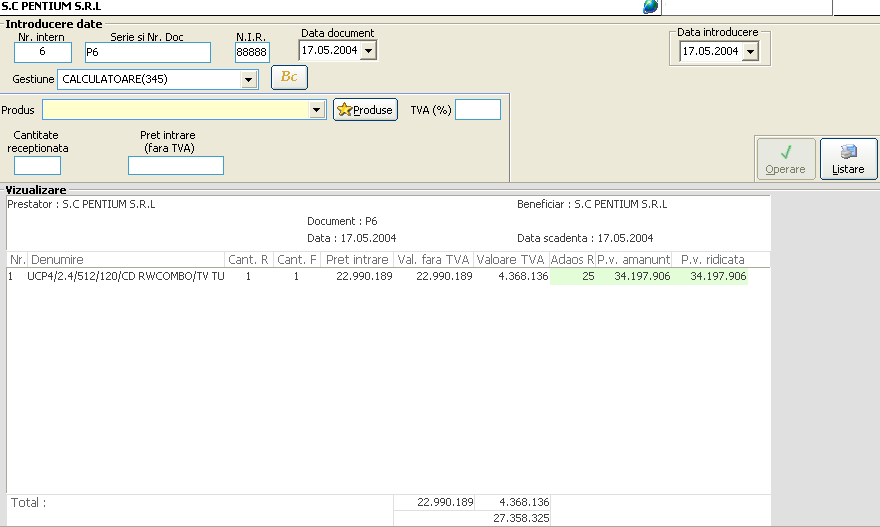 S.C PENTIUM S.R.L
Introducere date
Nr. intern Serie si Nr. Doc N.I.R. Data document Data introducere
6 P6 88888 17.05.2004 17.05.2004
Gestiune CALCULATOARE(345) Bc
Produs Produse TVA (%)
Cantitate receptionata Pret intrare (fara TVA)
Operare Listare
Vizualizare
Prestator : S.C PENTIUM S.R.L Beneficiar : S.C PENTIUM S.R.L
Document : P6
Data : 17.05.2004 Data scadenta : 17.05.2004
Nr. Denumire Cant. R Cant. F Pret intrare Val. fara TVA Valoare TVA Adaos R P.v. amanunt P.v. ridicata
1 UCP4/2.4/512/120/CD RWCOMBO/TV TU 1 1 22.990.189 22.990.189 4.368.136 25 34.197.906 34.197.906
Total : 22.990.189 4.368.136
27.358.325